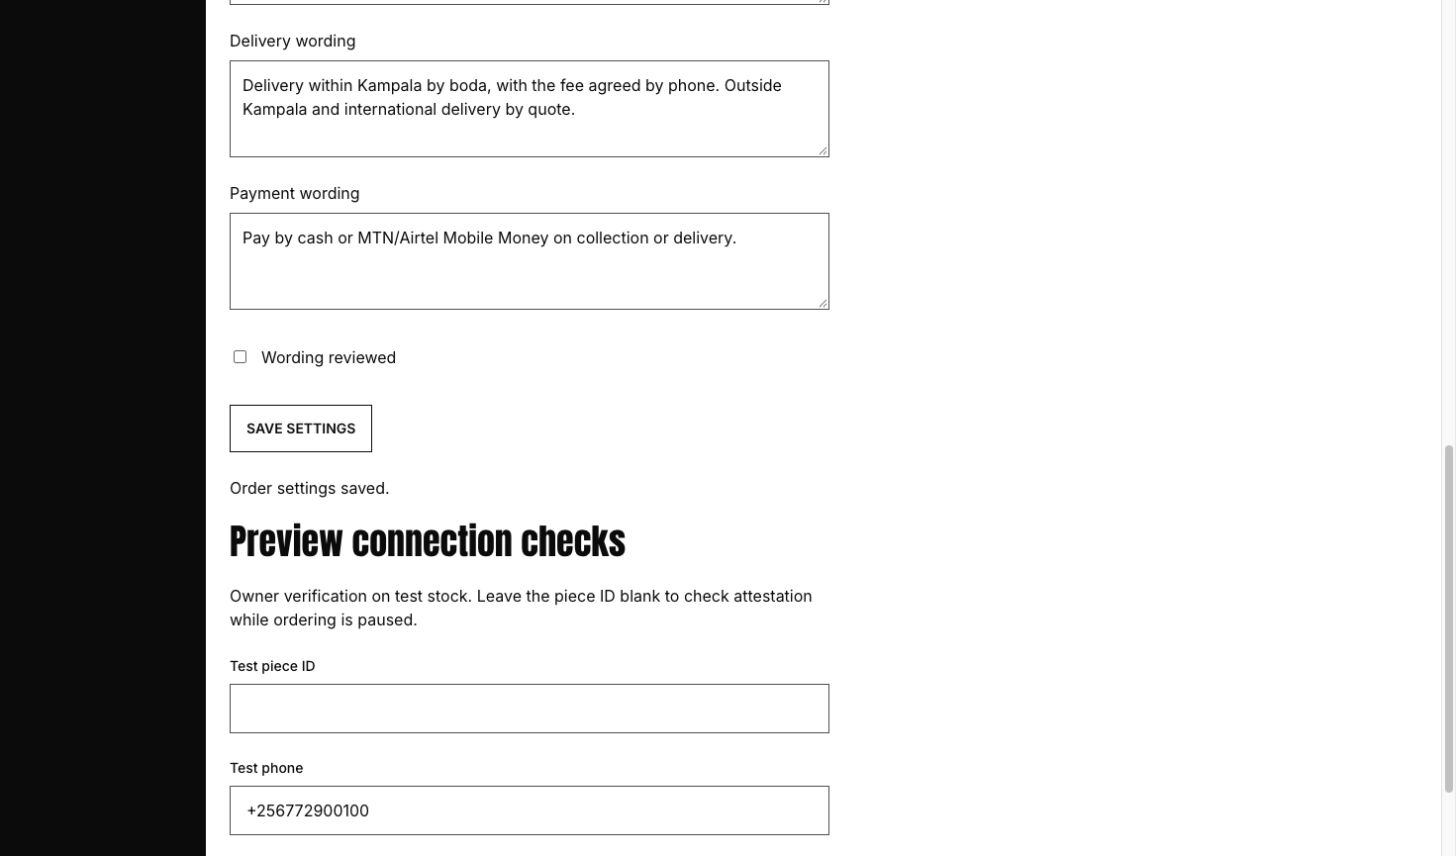 Delivery wording
Delivery within Kampala by boda, with the fee agreed by phone. Outside
Kampala and international delivery by quote.
Payment wording
Pay by cash or MTN/Airtel Mobile Money on collection or delivery.
Wording reviewed
SAVE SETTINGS
Order settings saved.
Preview connection checks
Owner verification on test stock. Leave the piece ID blank to check attestation
while ordering is paused.
Test piece ID
Test phone
+256772900100